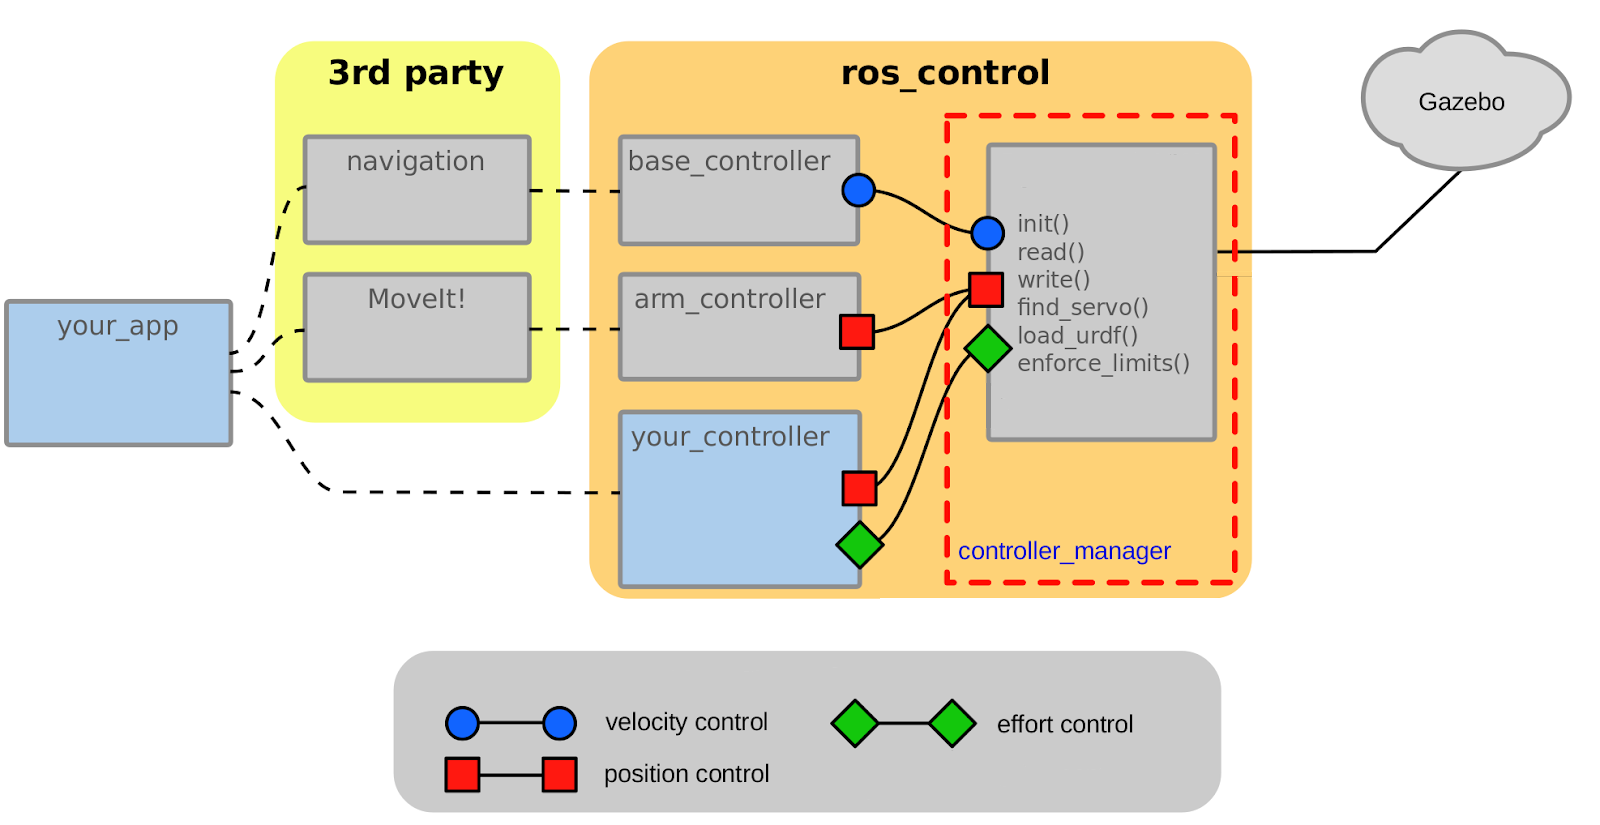 3rd party
ros_control
Gazebo
navigation
base_controller
init()
read()
write()
find_servo()
load_urdf()
enforce_limits()
MoveIt!
arm_controller
your_app
your_controller
controller_manager
velocity control
effort control
position control